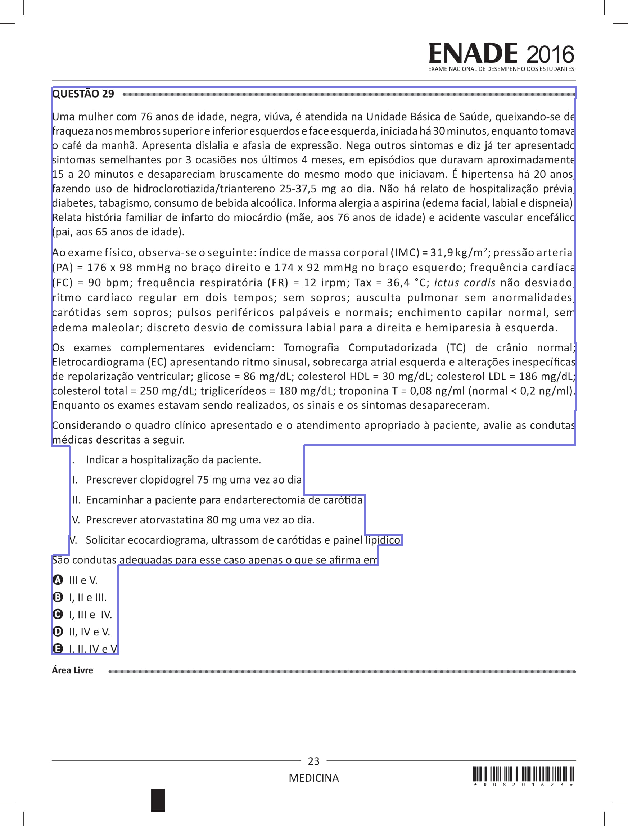 ENADE 2016
EXAME NACIONAL DE DESEMPENHO DOS ESTUDANTES
QUESTÃO 29
Uma mulher com 76 anos de idade, negra, viúva, é atendida na Unidade Básica de Saúde, queixando-se de
fraqueza nos membros superior e inferior esquerdos e face esquerda, iniciada há 30 minutos, enquanto tomava
o café da manhã. Apresenta dislalia e afasia de expressão. Nega outros sintomas e diz já ter apresentado
sintomas semelhantes por 3 ocasiões nos últimos 4 meses, em episódios que duravam aproximadamente
15 a 20 minutos e desapareciam bruscamente do mesmo modo que iniciavam. É hipertensa há 20 anos,
fazendo uso de hidroclorotiazida/triantereno 25-37,5 mg ao dia. Não há relato de hospitalização prévia,
diabetes, tabagismo, consumo de bebida alcoólica. Informa alergia a aspirina (edema facial, labial e dispneia).
Relata história familiar de infarto do miocárdio (mãe, aos 76 anos de idade) e acidente vascular encefálico
(pai, aos 65 anos de idade).
Ao exame físico, observa-se o seguinte: índice de massa corporal (IMC) = 31,9 kg/m²; pressão arterial
(PA) = 176 x 98 mmHg no braço direito e 174 x 92 mmHg no braço esquerdo; frequência cardíaca
(FC) = 90 bpm; frequência respiratória (FR) = 12 irpm; Tax = 36,4 °C; ictus cordis não desviado,
ritmo cardíaco regular em dois tempos; sem sopros; ausculta pulmonar sem anormalidades;
carótidas sem sopros; pulsos periféricos palpáveis e normais; enchimento capilar normal, sem
edema maleolar; discreto desvio de comissura labial para a direita e hemiparesia à esquerda.
Os exames complementares evidenciam: Tomografia Computadorizada (TC) de crânio normal;
Eletrocardiograma (EC) apresentando ritmo sinusal, sobrecarga atrial esquerda e alterações inespecíficas
de repolarização ventricular; glicose = 86 mg/dL; colesterol HDL = 30 mg/dL; colesterol LDL = 186 mg/dL;
colesterol total = 250 mg/dL; triglicerídeos = 180 mg/dL; troponina T = 0,08 ng/ml (normal < 0,2 ng/ml).
Enquanto os exames estavam sendo realizados, os sinais e os sintomas desapareceram.
Considerando o quadro clínico apresentado e o atendimento apropriado à paciente, avalie as condutas
médicas descritas a seguir.
I. Indicar a hospitalização da paciente.
II. Prescrever clopidogrel 75 mg uma vez ao dia.
III. Encaminhar a paciente para endarterectomia de carótida.
IV. Prescrever atorvastatina 80 mg uma vez ao dia.
V. Solicitar ecocardiograma, ultrassom de carótidas e painel lipídico.
São condutas adequadas para esse caso apenas o que se afirma em
A III e V.
B I, II e III.
C I, III e IV.
D II, IV e V.
E I, II, IV e V.
Área Livre
23
MEDICINA